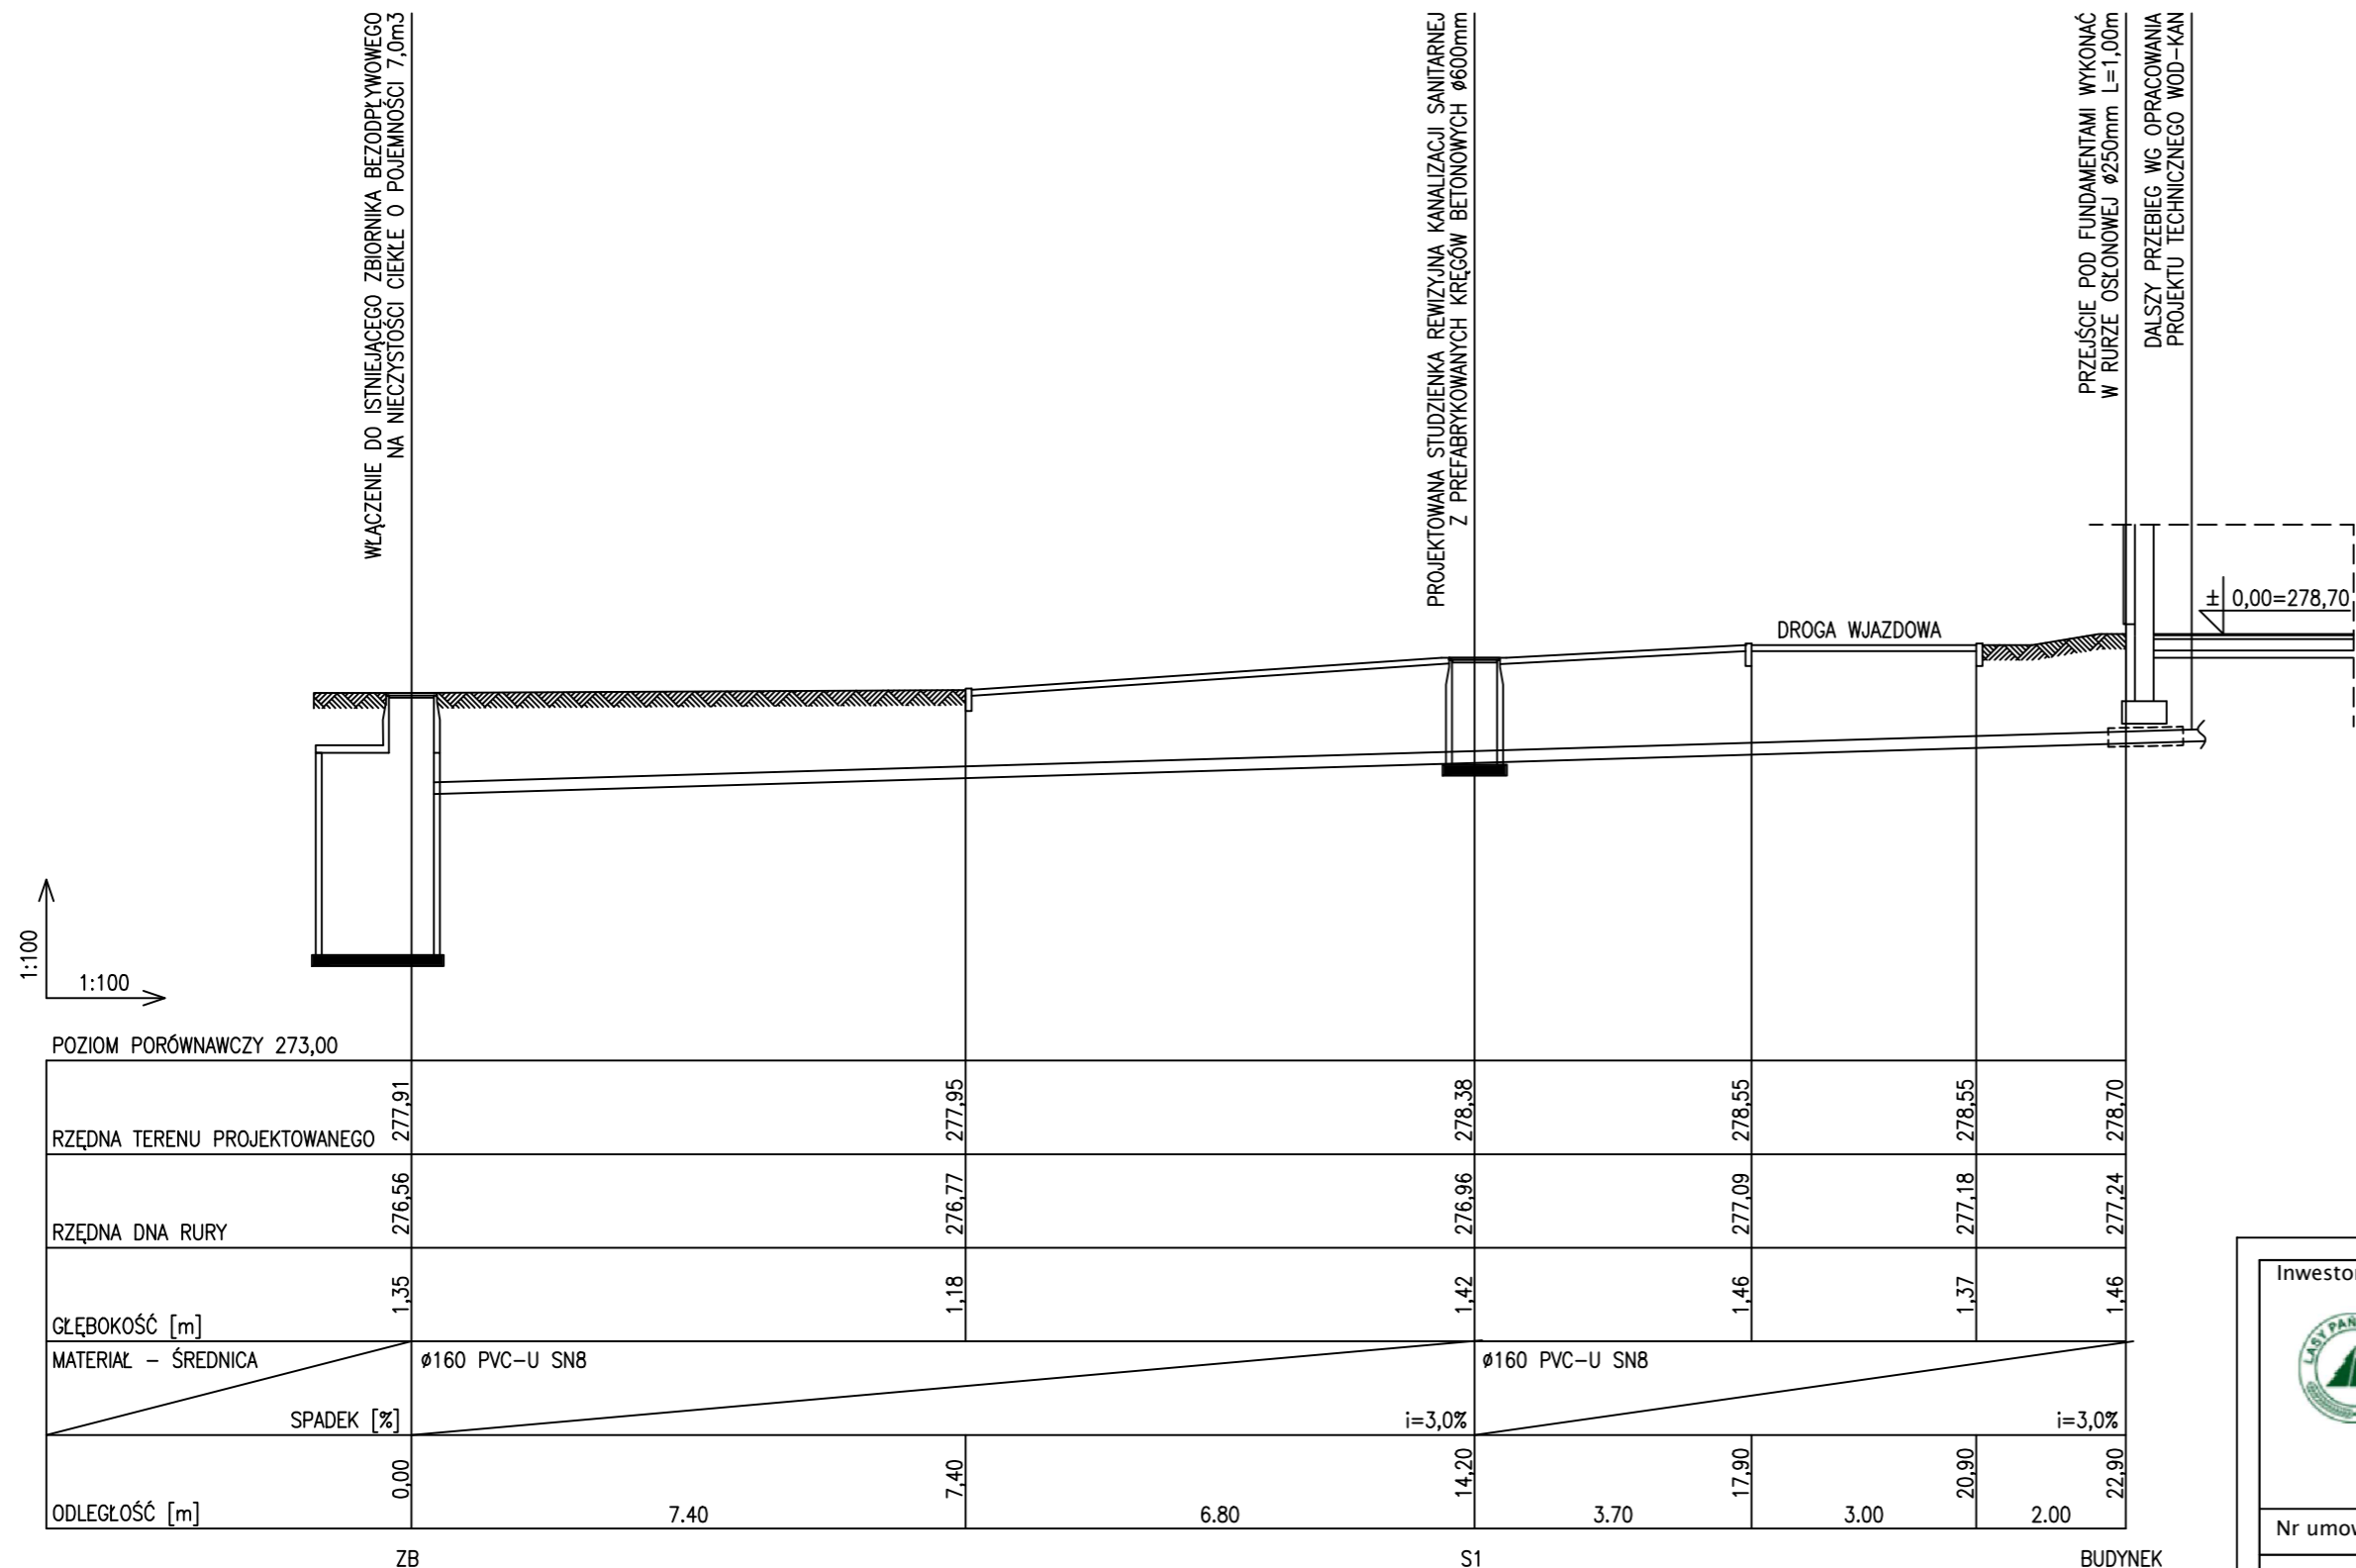 WŁĄCZENIE DO ISTNIEJĄCEGO ZBIORNIKA BEZODPŁYWOWEGO
NA NIECZYSTOŚCI CIEKŁE O POJEMNOŚCI 7,0m3
PROJEKTOWANA STUDZIENKA REWIZYJNA KANALIZACJI SANITARNEJ
Z PREFABRYKOWANYCH KRĘGÓW BETONOWYCH ø600mm
PRZEJŚCIE POD FUNDAMENTAMI WYKONAĆ
W RURZE OSŁONOWEJ ø250mm L=1,00m
DALSZY PRZEBIEG WG OPRACOWANIA
PROJEKTU TECHNICZNEGO WOD-KAN
± 0,00=278,70
DROGA WJAZDOWA
1:100
1:100
POZIOM PORÓWNAWCZY 273,00
RZĘDNA TERENU PROJEKTOWANEGO 277,91 277,95 278,38 278,55 278,55 278,70
RZĘDNA DNA RURY 276,56 276,77 276,96 277,09 277,18 277,24
GŁĘBOKOŚĆ [m] 1,35 1,18 1,42 1,46 1,37 1,46
MATERIAŁ – ŚREDNICA ø160 PVC-U SN8 ø160 PVC-U SN8
SPADEK [%] i=3,0% i=3,0%
0,00 7,40 14,20 17,90 20,90 22,90
ODLEGŁOŚĆ [m] 7.40 6.80 3.70 3.00 2.00
ZB S1 BUDYNEK
Inwestor
LASY PAŃ
Nr umow